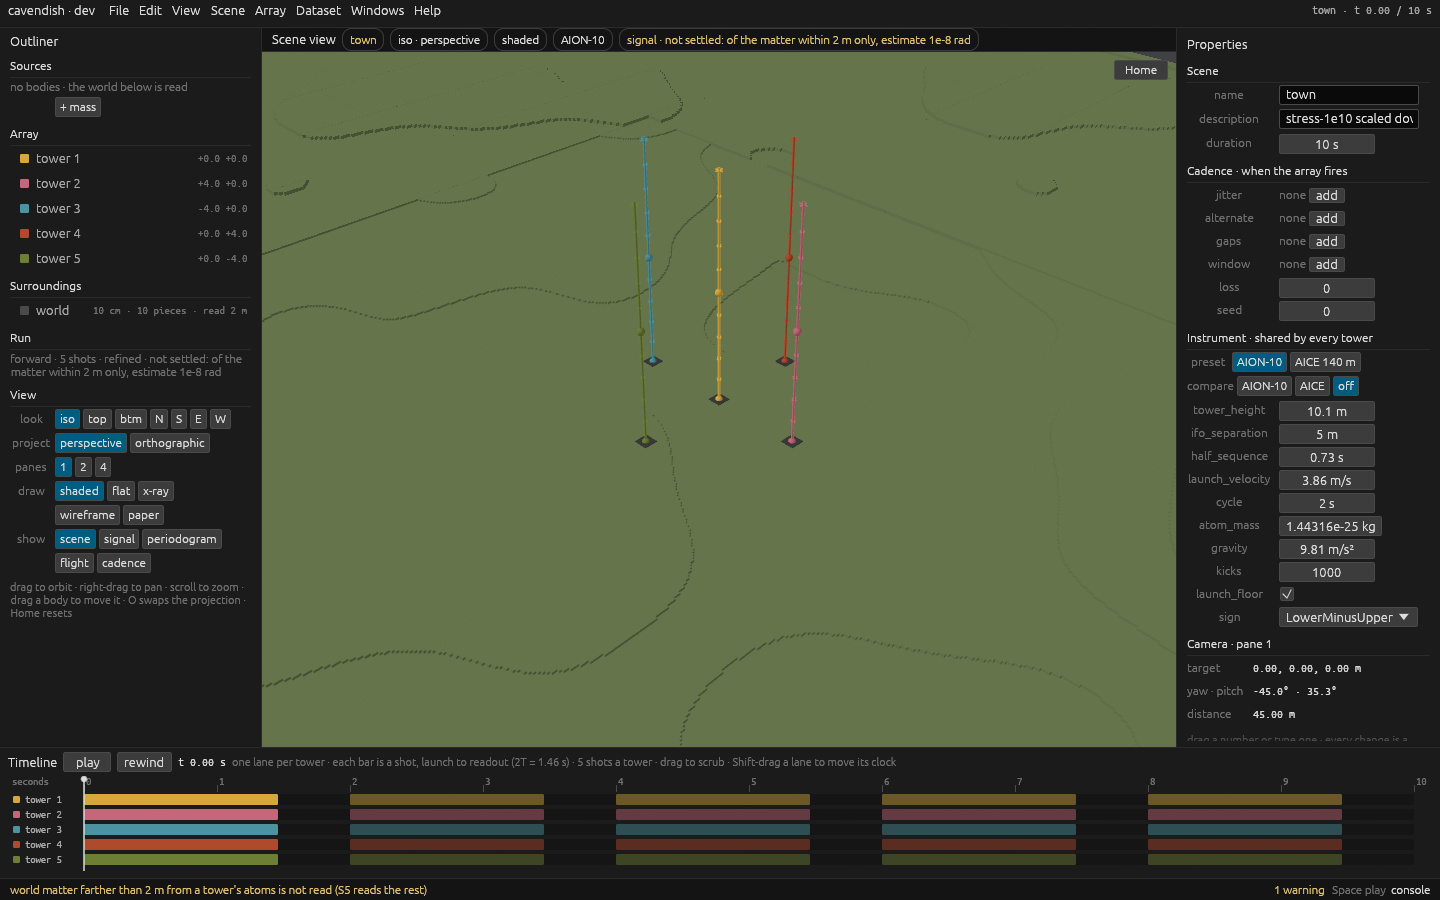 cavendish · dev File Edit View Scene Array Dataset Windows Help
town · t 0.00 / 10 s
Outliner
Sources
no bodies · the world below is read
+ mass
Array
tower 1 +0.0 +0.0
tower 2 +4.0 +0.0
tower 3 -4.0 +0.0
tower 4 +0.0 +4.0
tower 5 +0.0 -4.0
Surroundings
world 10 cm · 10 pieces · read 2 m
Run
forward · 5 shots · refined · not settled: of the
matter within 2 m only, estimate 1e-8 rad
View
look iso top btm N S E W
project perspective orthographic
panes 1 2 4
draw shaded flat x-ray
wireframe paper
show scene signal periodogram
flight cadence
drag to orbit · right-drag to pan · scroll to zoom ·
drag a body to move it · O swaps the projection ·
Home resets
Scene view town iso · perspective shaded AION-10 signal · not settled: of the matter within 2 m only, estimate 1e-8 rad
Home
Properties
Scene
name town
description stress-1e10 scaled dov
duration 10 s
Cadence · when the array fires
jitter none add
alternate none add
gaps none add
window none add
loss 0
seed 0
Instrument · shared by every tower
preset AION-10 AICE 140 m
compare AION-10 AICE off
tower_height 10.1 m
ifo_separation 5 m
half_sequence 0.73 s
launch_velocity 3.86 m/s
cycle 2 s
atom_mass 1.44316e-25 kg
gravity 9.81 m/s²
kicks 1000
launch_floor
sign LowerMinusUpper
Camera · pane 1
target 0.00, 0.00, 0.00 m
yaw · pitch -45.0° · 35.3°
distance 45.00 m
drag a number or type one · every change is a
Timeline play rewind t 0.00 s one lane per tower · each bar is a shot, launch to readout (2T = 1.46 s) · 5 shots a tower · drag to scrub · Shift-drag a lane to move its clock
seconds 0 1 2 3 4 5 6 7 8 9 10
tower 1
tower 2
tower 3
tower 4
tower 5
world matter farther than 2 m from a tower's atoms is not read (S5 reads the rest)
1 warning Space play console